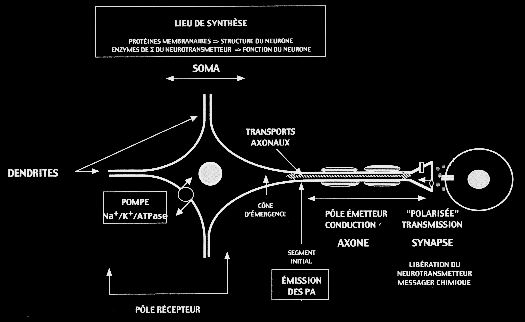 LIEU DE SYNTHÈSE
PROTÉINES MEMBRANAIRES => STRUCTURE DU NEURONE
ENZYMES DE Σ DU NEUROTRANSMETTEUR => FONCTION DU NEURONE
SOMA
TRANSPORTS
AXONAUX
DENDRITES
POMPE
Na+/K+/ATPase
CÔNE
D'ÉMERGENCE
PÔLE ÉMETTEUR
CONDUCTION
AXONE
"POLARISÉE"
TRANSMISSION
SYNAPSE
SEGMENT
INITIAL
ÉMISSION
DES PA
LIBÉRATION DU
NEUROTRANSMETTEUR
MESSAGER CHIMIQUE
PÔLE RÉCEPTEUR